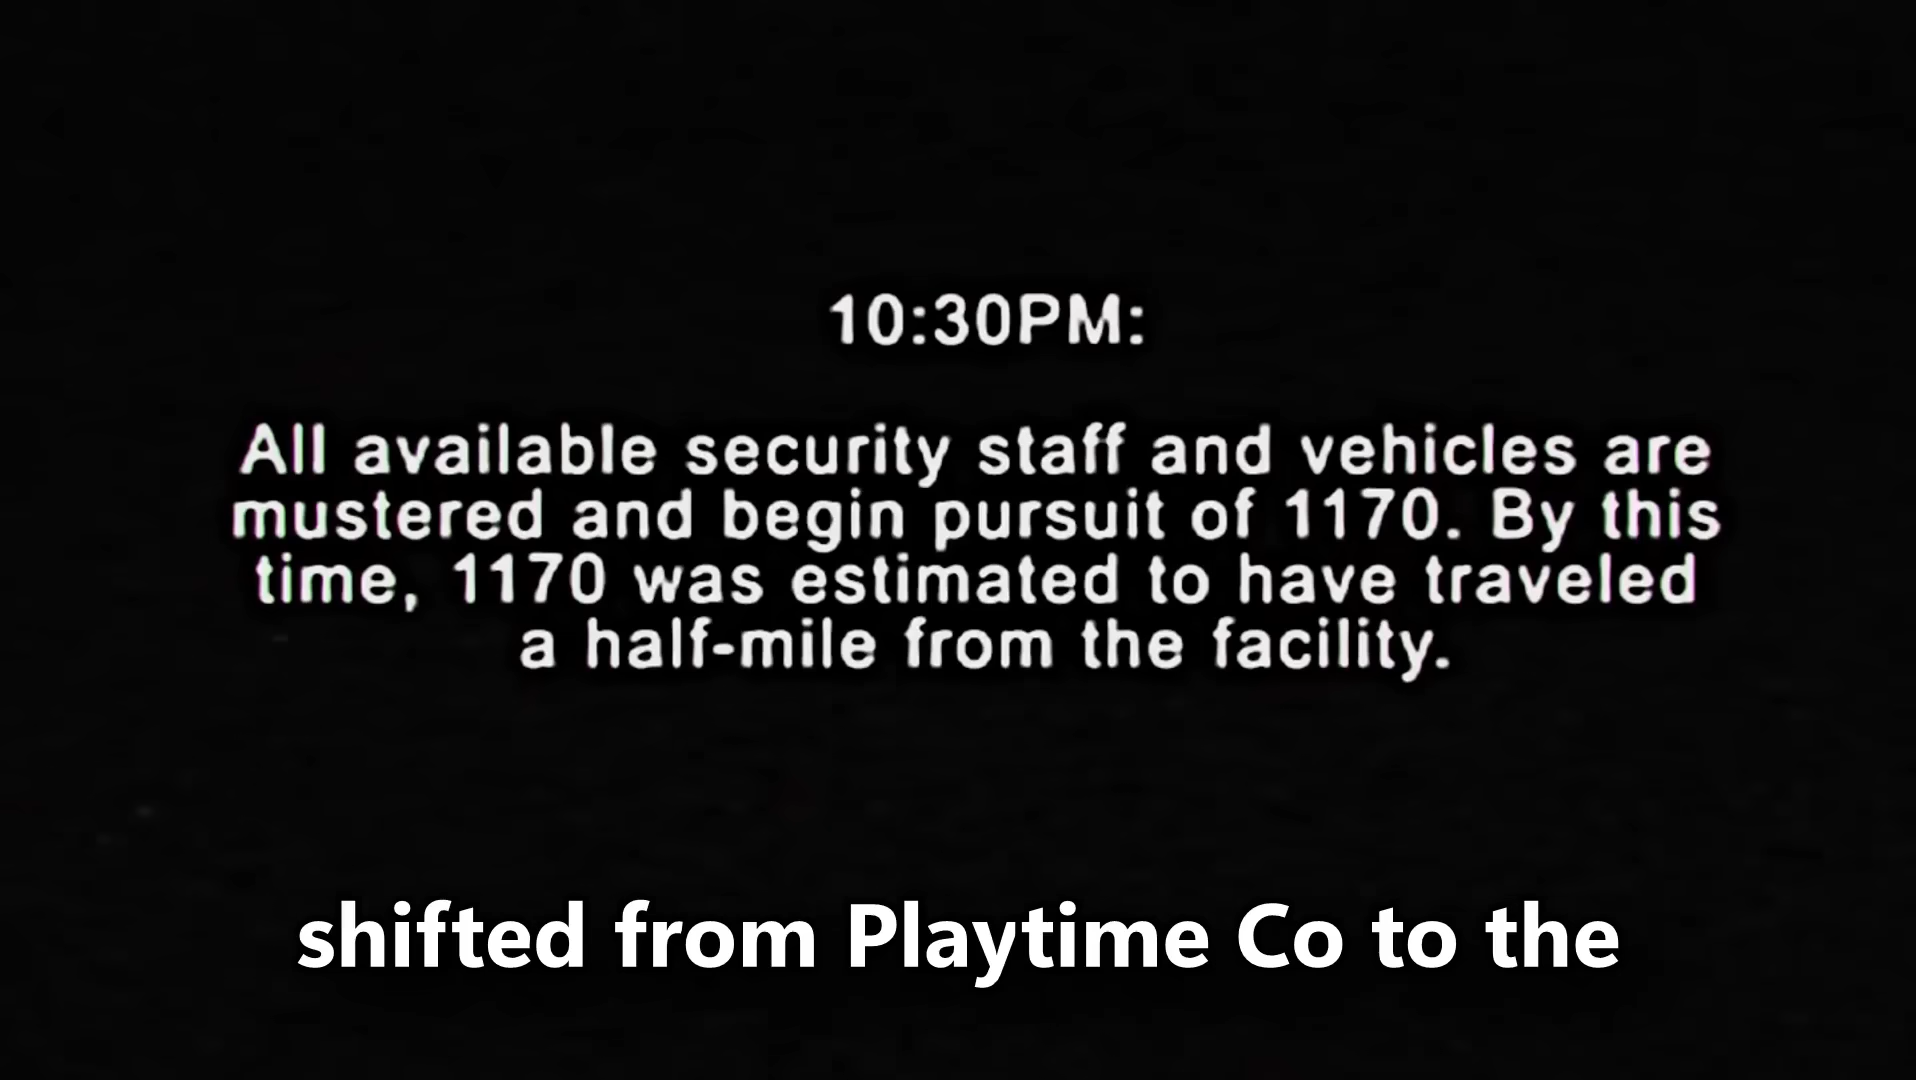 10:30PM:
All available security staff and vehicles are
mustered and begin pursuit of 1170. By this
time, 1170 was estimated to have traveled
a half-mile from the facility.
shifted from Playtime Co to the